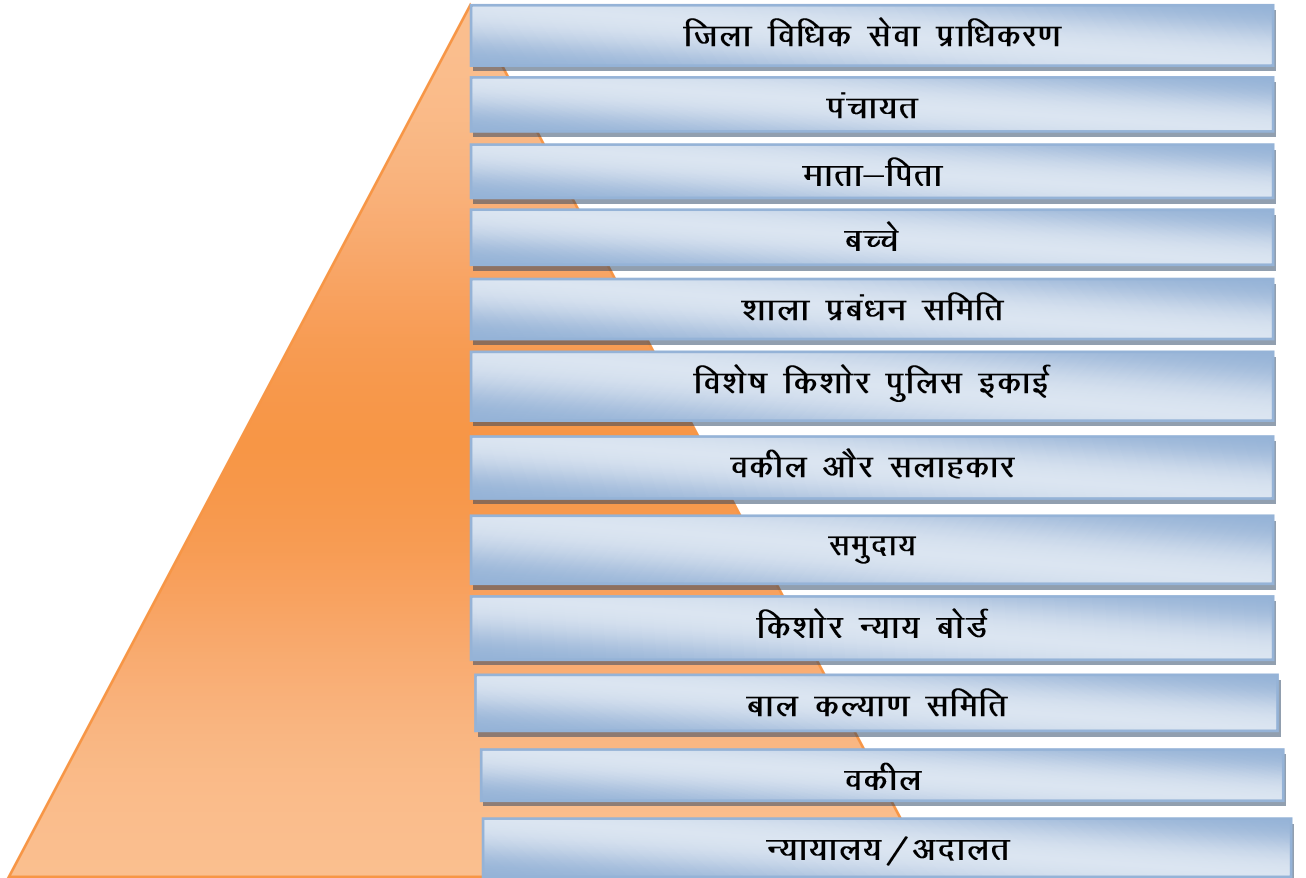 जिला विधिक सेवा प्राधिकरण
पंचायत
माता–पिता
बच्चे
शाला प्रबंधन समिति
विशेष किशोर पुलिस इकाई
वकील और सलाहकार
समुदाय
किशोर न्याय बोर्ड
बाल कल्याण समिति
वकील
न्यायालय/अदालत